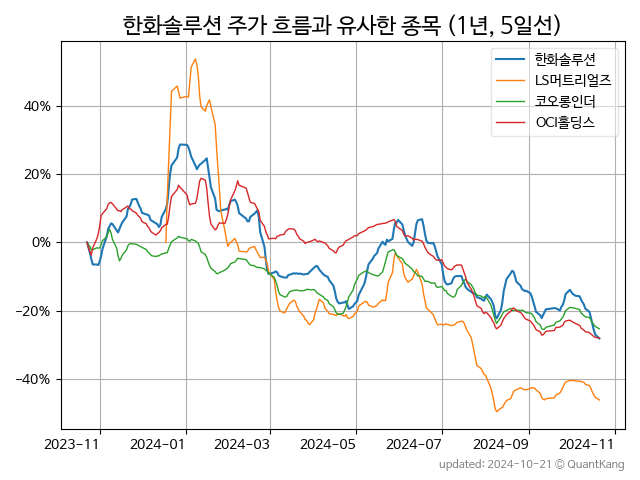 한화솔루션 주가 흐름과 유사한 종목 (1년, 5일선)
한화솔루션
LS머트리얼즈
코오롱인더
OCI홀딩스
40%
20%
0%
−20%
−40%
2023-11 2024-01 2024-03 2024-05 2024-07 2024-09 2024-11
updated: 2024-10-21 © QuantKang